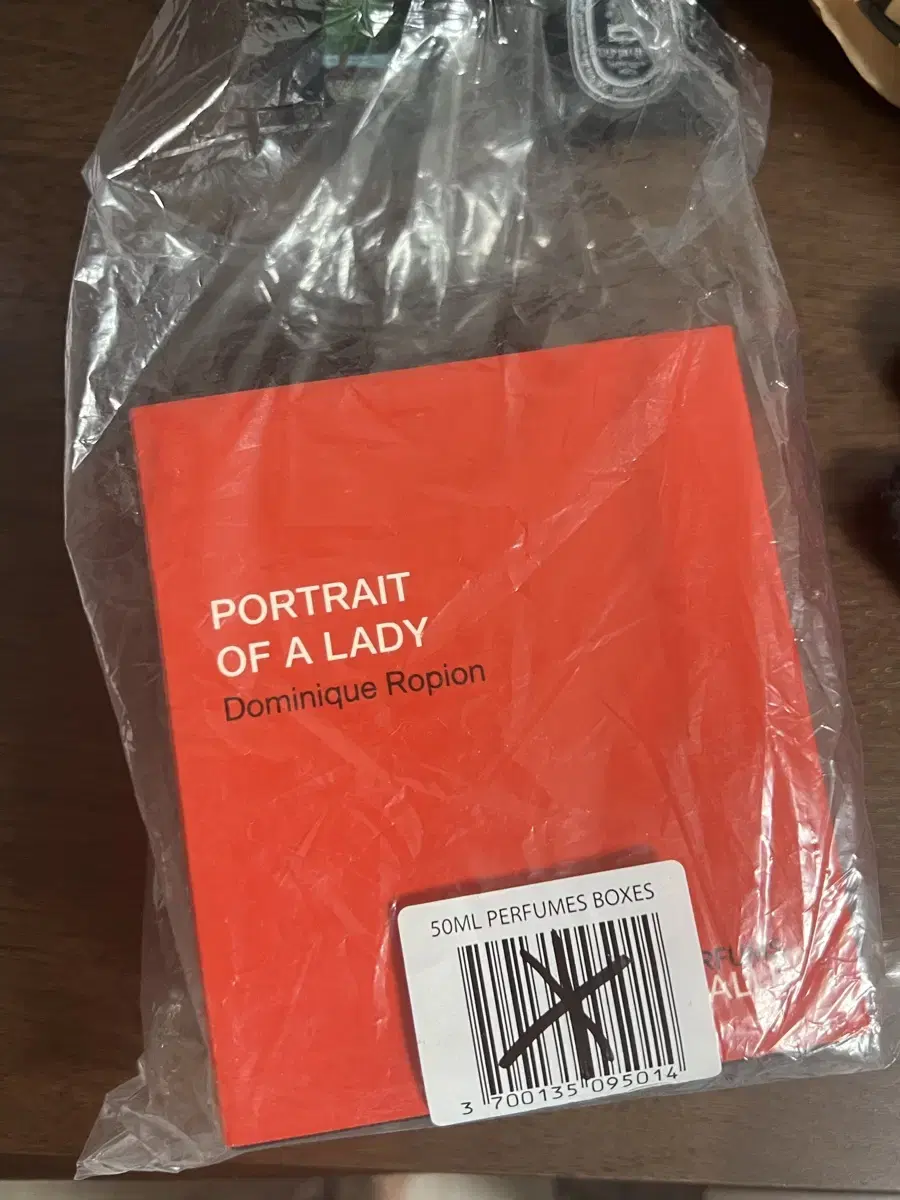 PORTRAIT
OF A LADY
Dominique Ropion
50ML PERFUMES BOXES
3 700135 095014